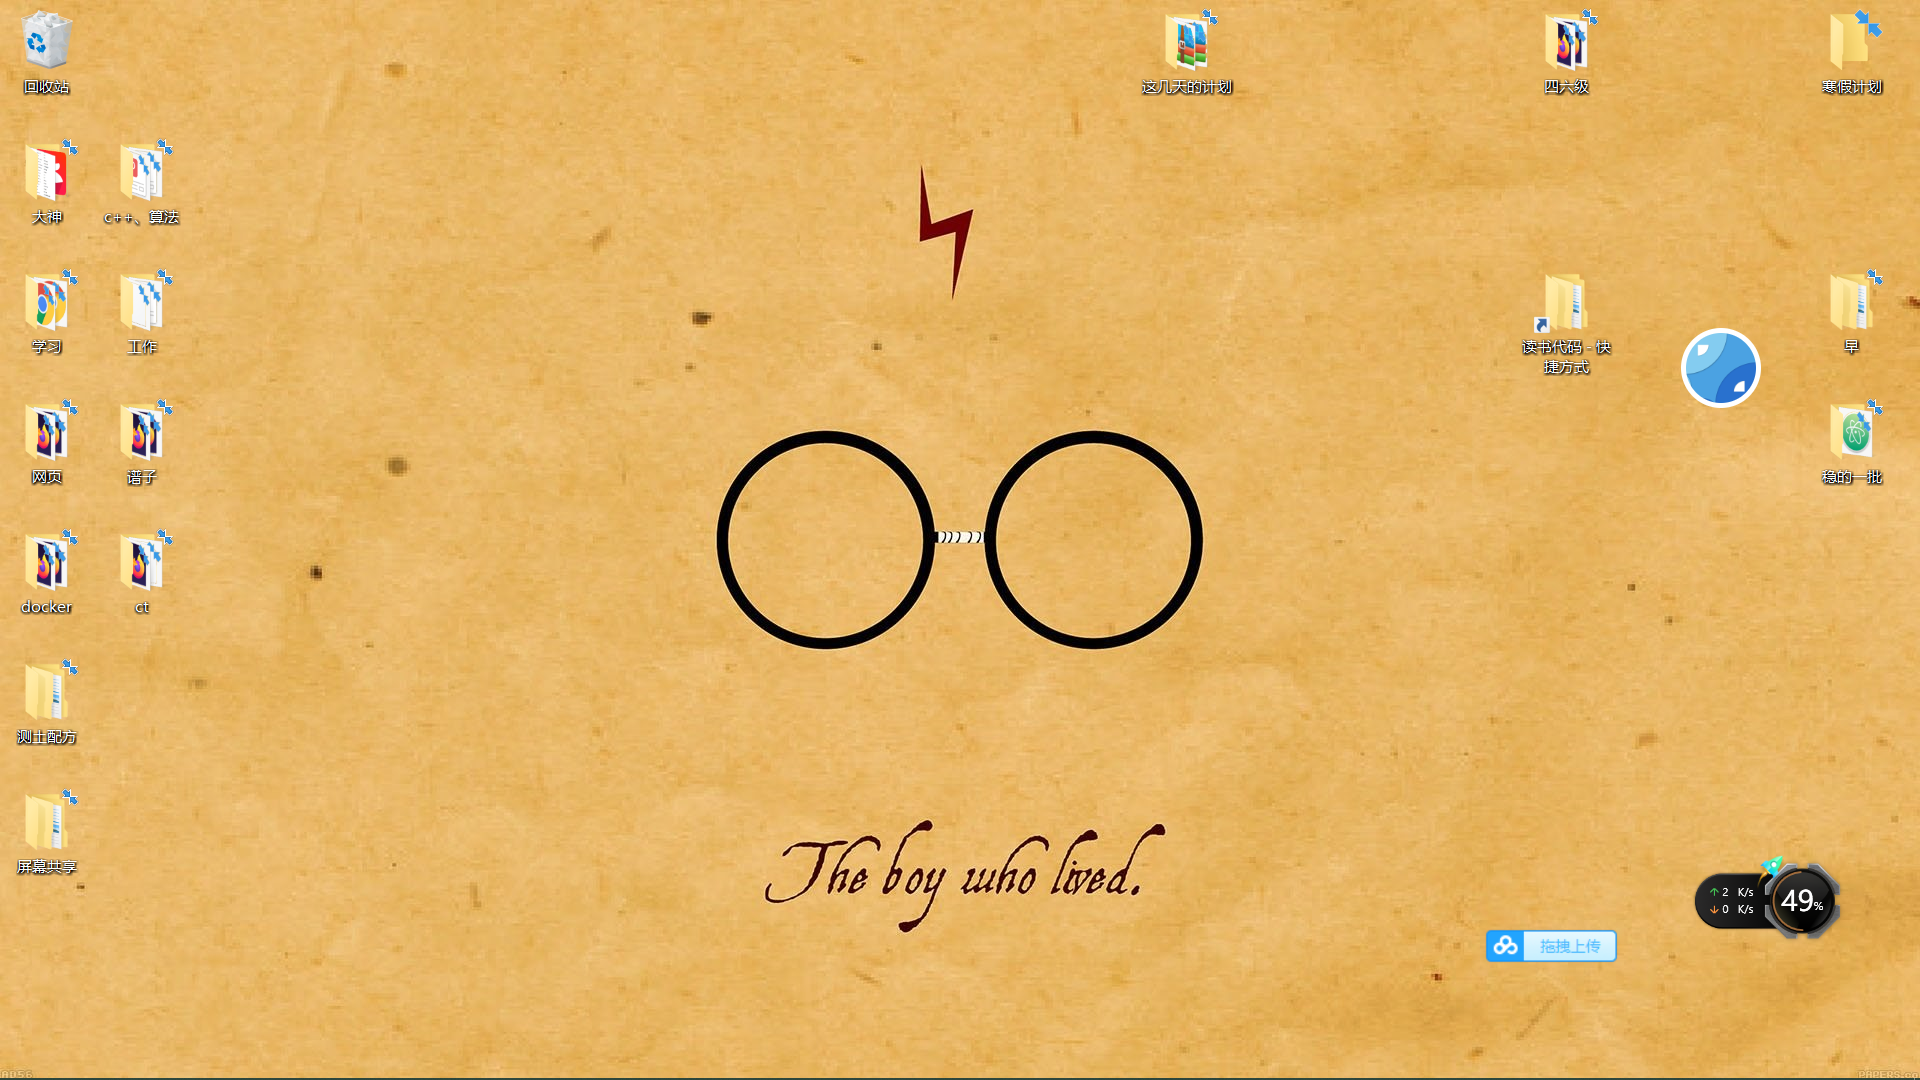 回收站
这几天的计划
四六级
寒假计划
大神
c++、算法
学习
工作
读书代码 - 快
捷方式
早
网页
谱子
稳的一批
docker
ct
测土配方
The boy who lived.
屏幕共享
2 K/s
0 K/s
49%
拖拽上传
AD56
PAPERS.co